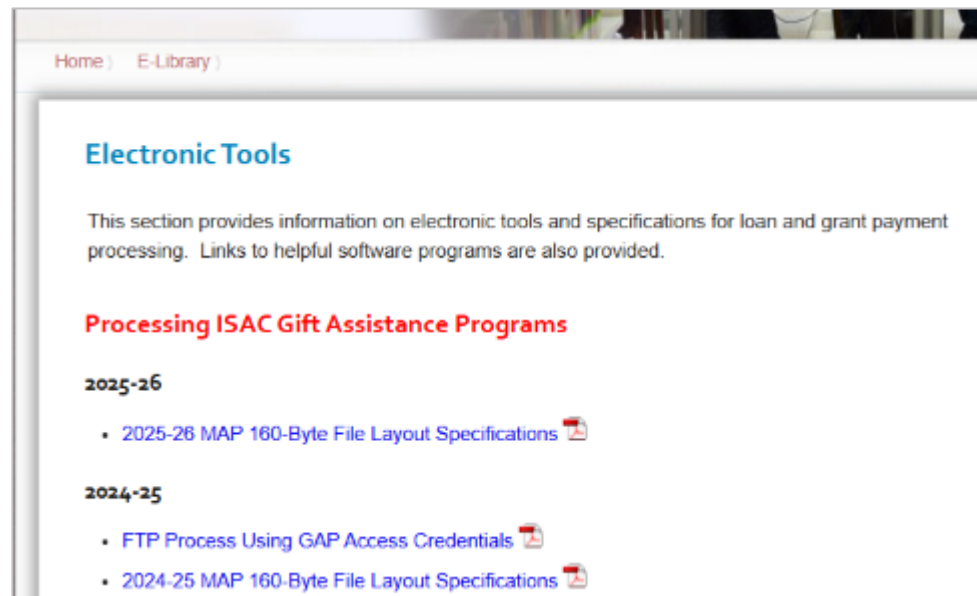 Home
E-Library
Electronic Tools
This section provides information on electronic tools and specifications for loan and grant payment
processing. Links to helpful software programs are also provided.
Processing ISAC Gift Assistance Programs
2025-26
• 2025-26 MAP 160-Byte File Layout Specifications
2024-25
• FTP Process Using GAP Access Credentials
• 2024-25 MAP 160-Byte File Layout Specifications